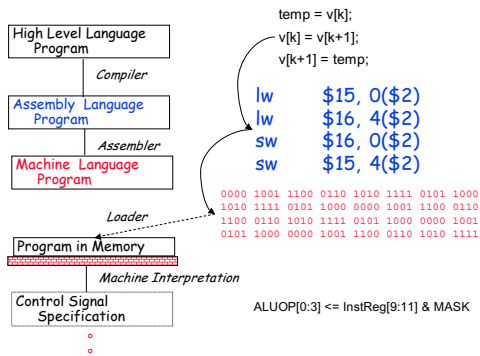 temp = v[k];
v[k] = v[k+1];
v[k+1] = temp;
High Level Language
Program
Compiler
Assembly Language
Program
Assembler
Machine Language
Program
lw $15, 0($2)
lw $16, 4($2)
sw $16, 0($2)
sw $15, 4($2)
0000 1001 1100 0110 1010 1111 0101 1000
1010 1111 0101 1000 0000 1001 1100 0110
1100 0110 1010 1111 0101 1000 0000 1001
0101 1000 0000 1001 1100 0110 1010 1111
Loader
Program in Memory
Machine Interpretation
Control Signal
Specification
ALUOP[0:3] <= InstReg[9:11] & MASK